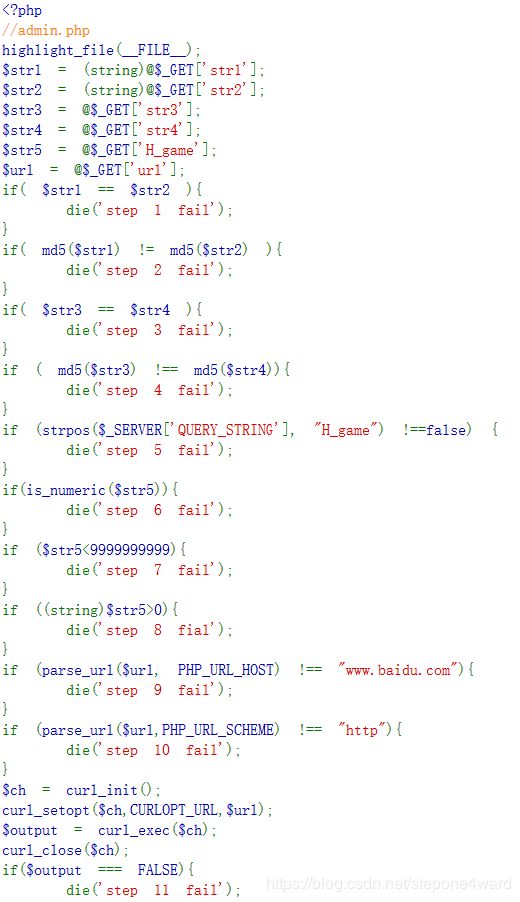 <?php
//admin.php
highlight_file(__FILE__);
$str1 = (string)@$_GET['str1'];
$str2 = (string)@$_GET['str2'];
$str3 = @$_GET['str3'];
$str4 = @$_GET['str4'];
$str5 = @$_GET['H_game'];
$url = @$_GET['url'];
if( $str1 == $str2 ){
die('step 1 fail');
}
if( md5($str1) != md5($str2) ){
die('step 2 fail');
}
if( $str3 == $str4 ){
die('step 3 fail');
}
if ( md5($str3) !== md5($str4)){
die('step 4 fail');
}
if (strpos($_SERVER['QUERY_STRING'], "H_game") !==false) {
die('step 5 fail');
}
if(is_numeric($str5)){
die('step 6 fail');
}
if ($str5<9999999999){
die('step 7 fail');
}
if ((string)$str5>0){
die('step 8 fial');
}
if (parse_url($url, PHP_URL_HOST) !== "www.baidu.com"){
die('step 9 fail');
}
if (parse_url($url,PHP_URL_SCHEME) !== "http"){
die('step 10 fail');
}
$ch = curl_init();
curl_setopt($ch,CURLOPT_URL,$url);
$output = curl_exec($ch);
curl_close($ch);
if($output === FALSE){
die('step 11 fail');
https://blog.csdn.net/stepone4ward